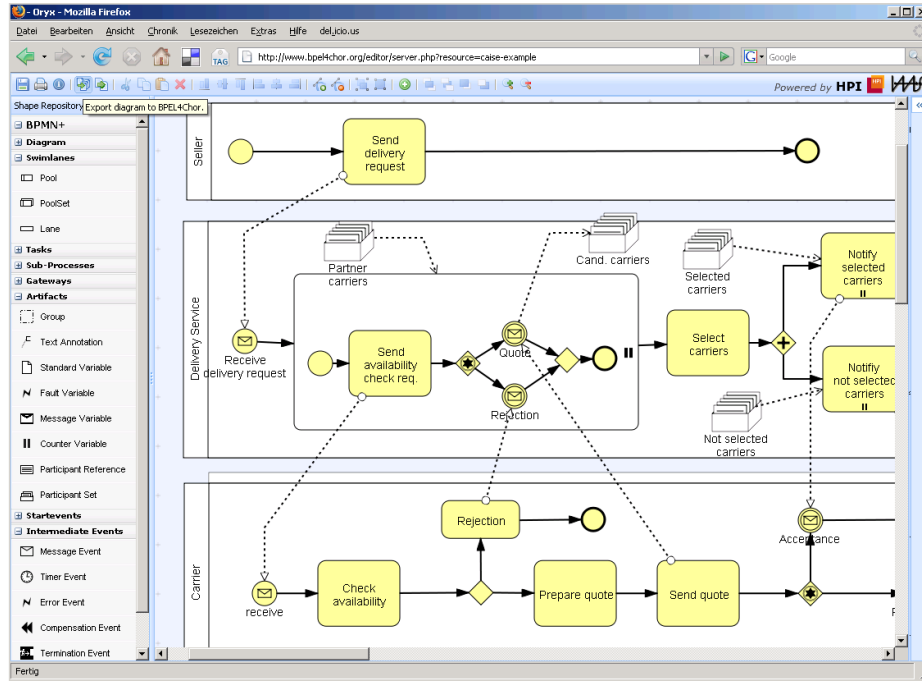 - Oryx - Mozilla Firefox
Datei Bearbeiten Ansicht Chronik Lesezeichen Extras Hilfe del.icio.us
TAG http://www.bpel4chor.org/editor/server.php?resource=caise-example G Google
Powered by HPI
Shape Repository
Export diagram to BPEL4Chor.
BPMN+
Diagram
Swimlanes
Pool
PoolSet
Lane
Tasks
Sub-Processes
Gateways
Artifacts
Group
Text Annotation
Standard Variable
Fault Variable
Message Variable
Counter Variable
Participant Reference
Participant Set
Startevents
Intermediate Events
Message Event
Timer Event
Error Event
Compensation Event
Termination Event
Seller
Send
delivery
request
Delivery Service
Partner
carriers
Cand. carriers
Selected
carriers
Notify
selected
carriers
Receive
delivery request
Send
availability
check req.
Quote
Rejection
Select
carriers
Notifiy
not selected
carriers
Not selected
carriers
Carrier
Rejection
Acceptance
receive
Check
availability
Prepare quote
Send quote
Fertig